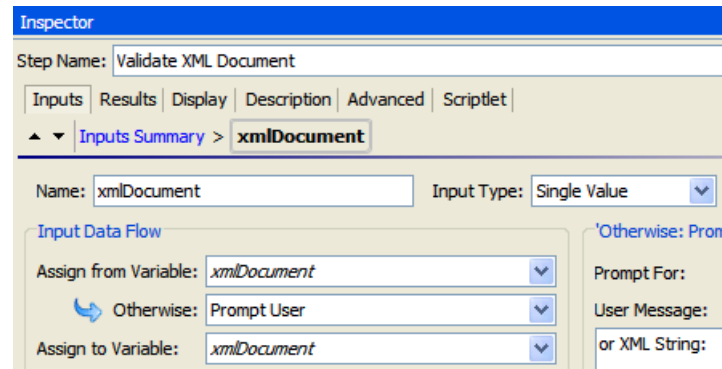 Inspector
Step Name: Validate XML Document
Inputs Results Display Description Advanced Scriptlet
Inputs Summary > xmlDocument
Name: xmlDocument Input Type: Single Value
Input Data Flow 'Otherwise: Pron
Assign from Variable: xmlDocument Prompt For:
Otherwise: Prompt User User Message:
Assign to Variable: xmlDocument or XML String: